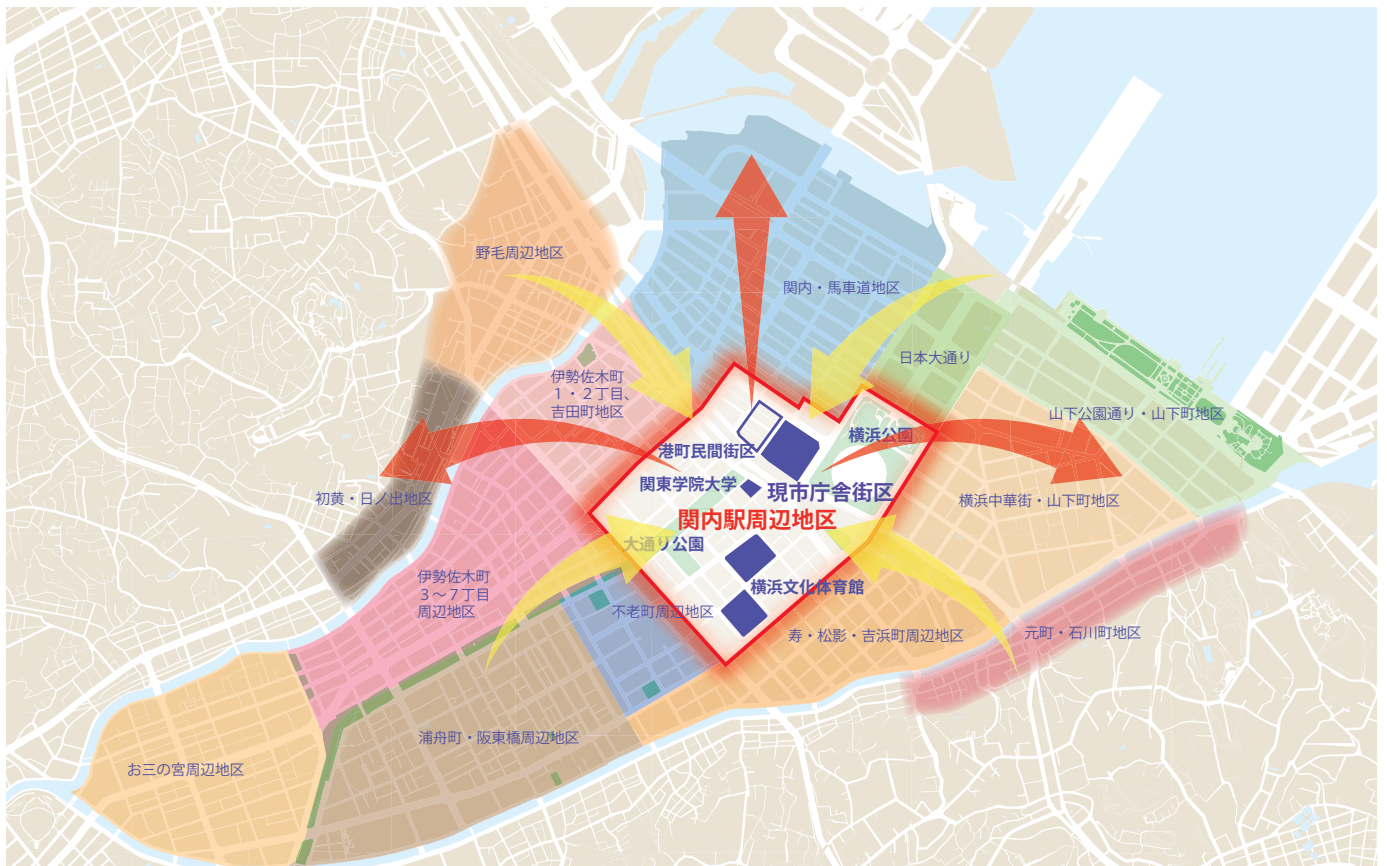 野毛周辺地区
関内・馬車道地区
日本大通り
伊勢佐木町
１・２丁目、
吉田町地区
山下公園通り・山下町地区
横浜公園
港町民間街区
関東学院大学
現市庁舎街区
初黄・日ノ出地区
横浜中華街・山下町地区
関内駅周辺地区
大通り公園
伊勢佐木町
３～７丁目
周辺地区
横浜文化体育館
不老町周辺地区
寿・松影・吉浜町周辺地区
元町・石川町地区
浦舟町・阪東橋周辺地区
お三の宮周辺地区